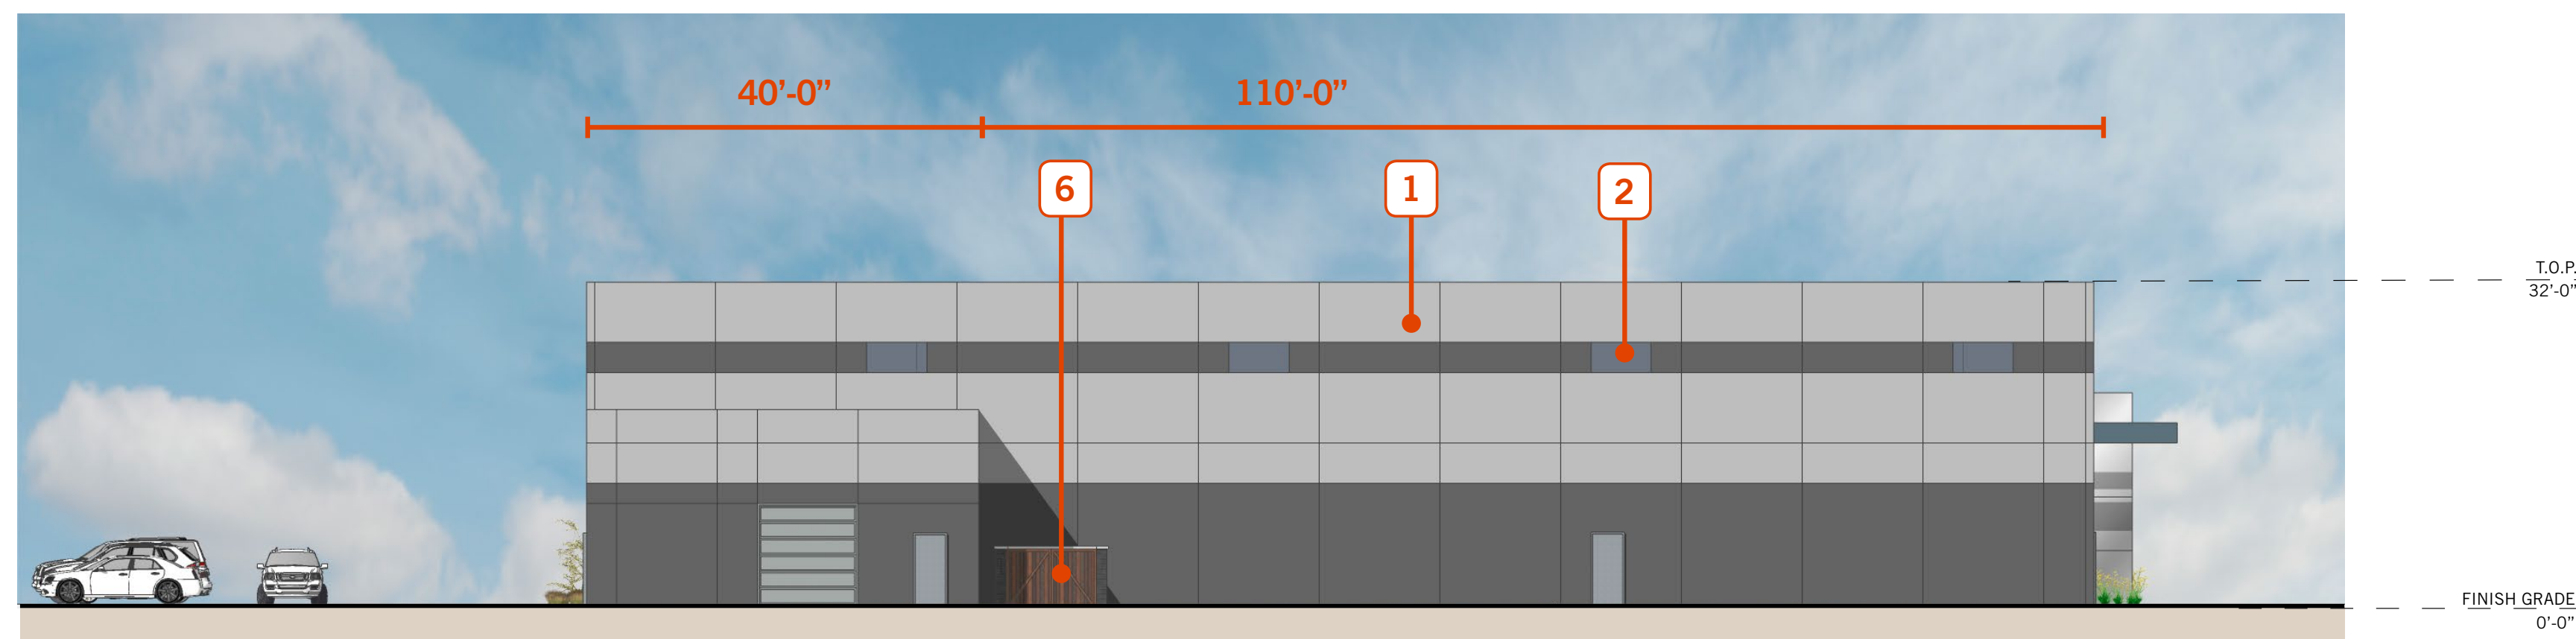 40’-0” 110’-0”
6 1 2
T.O.P.
32’-0”
FINISH GRADE
0’-0”